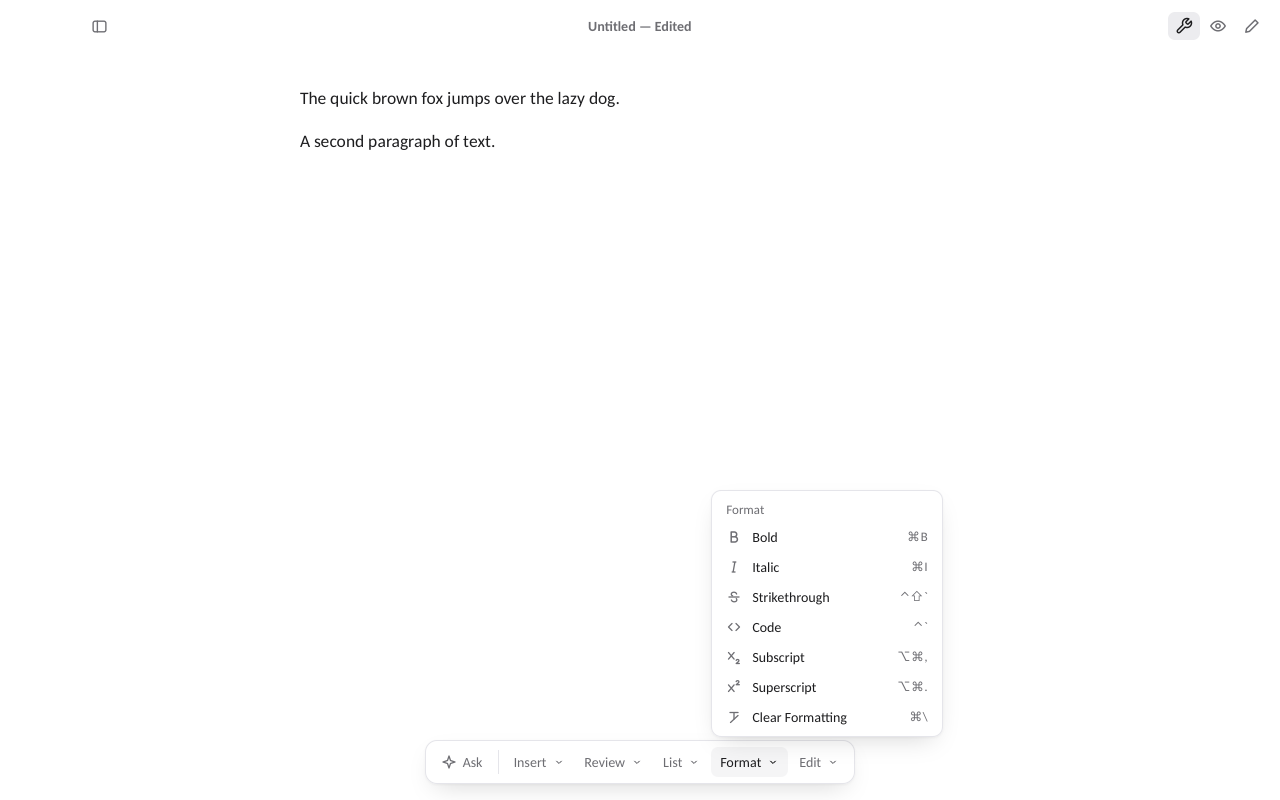 Untitled — Edited
The quick brown fox jumps over the lazy dog.
A second paragraph of text.
Format
Bold ⌘B
Italic ⌘I
Strikethrough ⌃⇧`
Code ⌃`
Subscript ⌥⌘,
Superscript ⌥⌘.
Clear Formatting ⌘\
Ask Insert Review List Format Edit